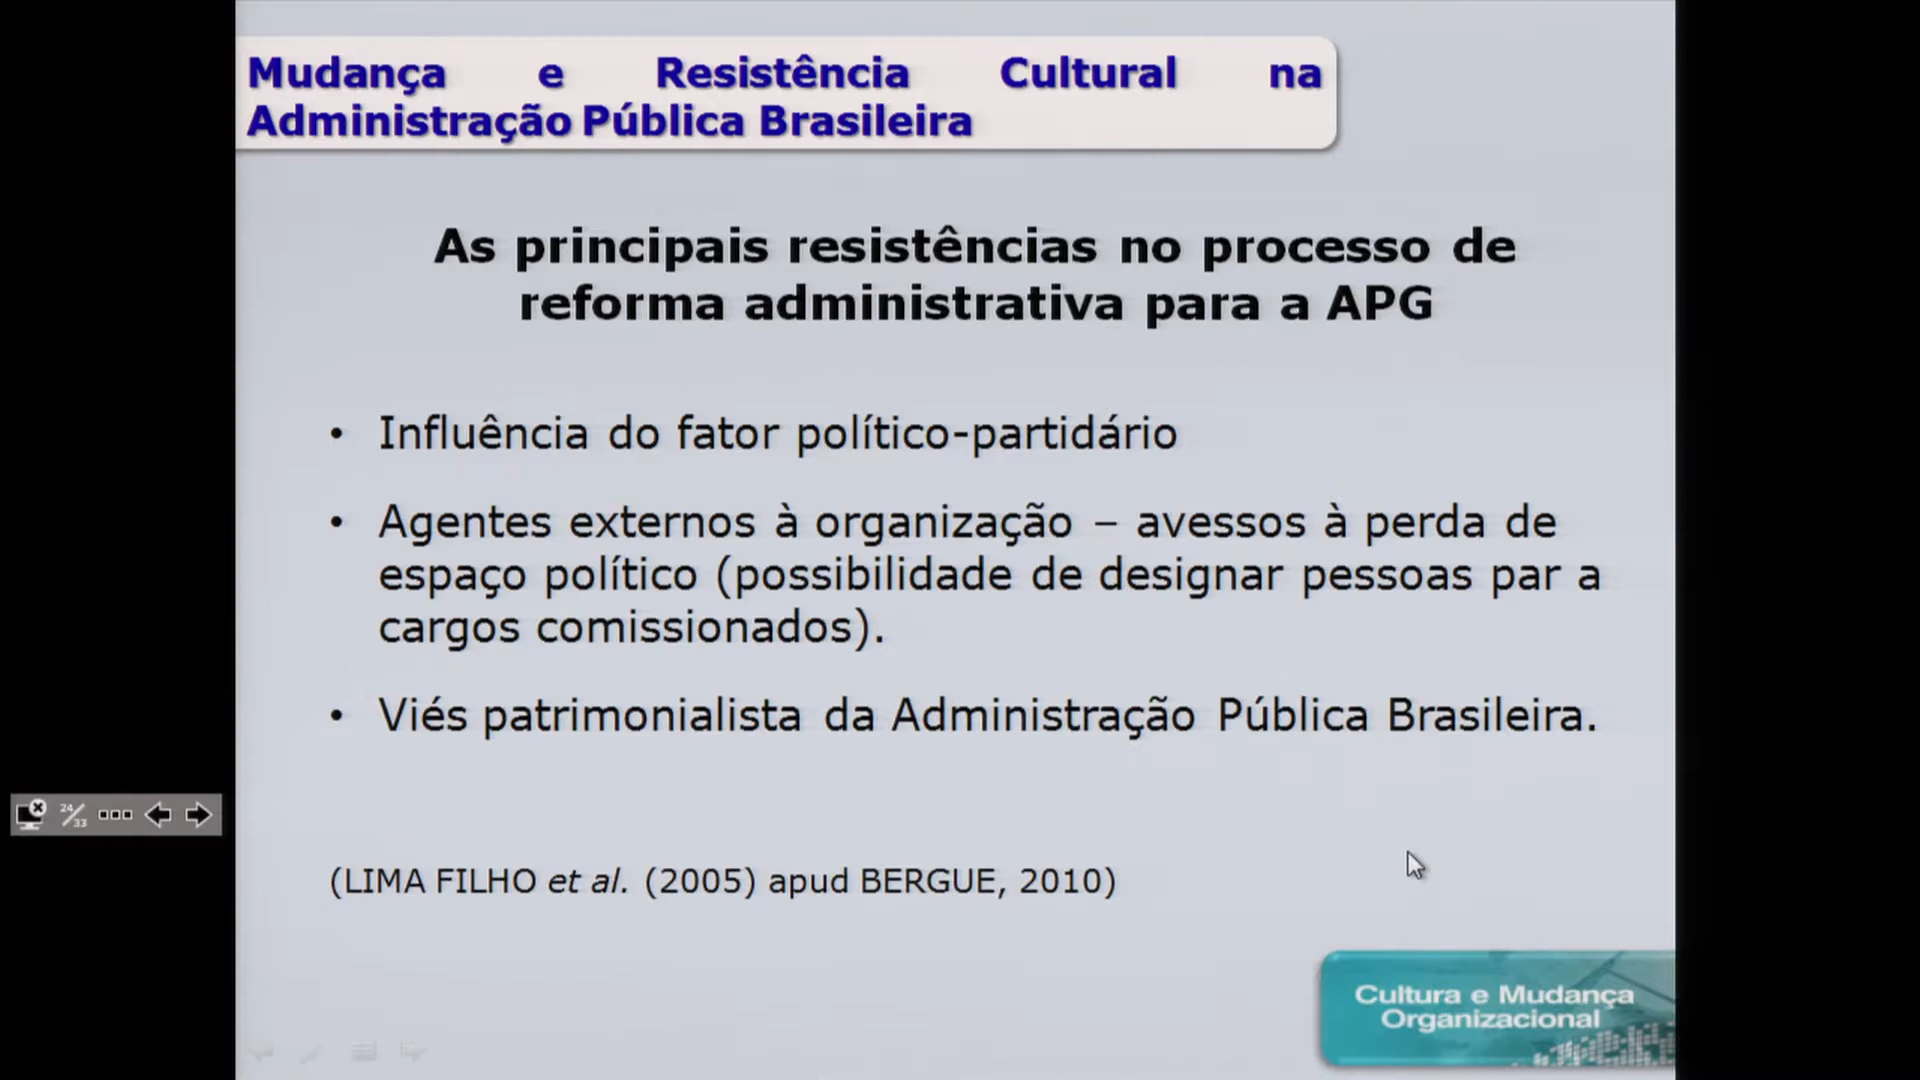 Mudança e Resistência Cultural na
Administração Pública Brasileira
As principais resistências no processo de
reforma administrativa para a APG
• Influência do fator político-partidário
• Agentes externos à organização – avessos à perda de
espaço político (possibilidade de designar pessoas par a
cargos comissionados).
• Viés patrimonialista da Administração Pública Brasileira.
24/33
(LIMA FILHO et al. (2005) apud BERGUE, 2010)
Cultura e Mudança
Organizacional